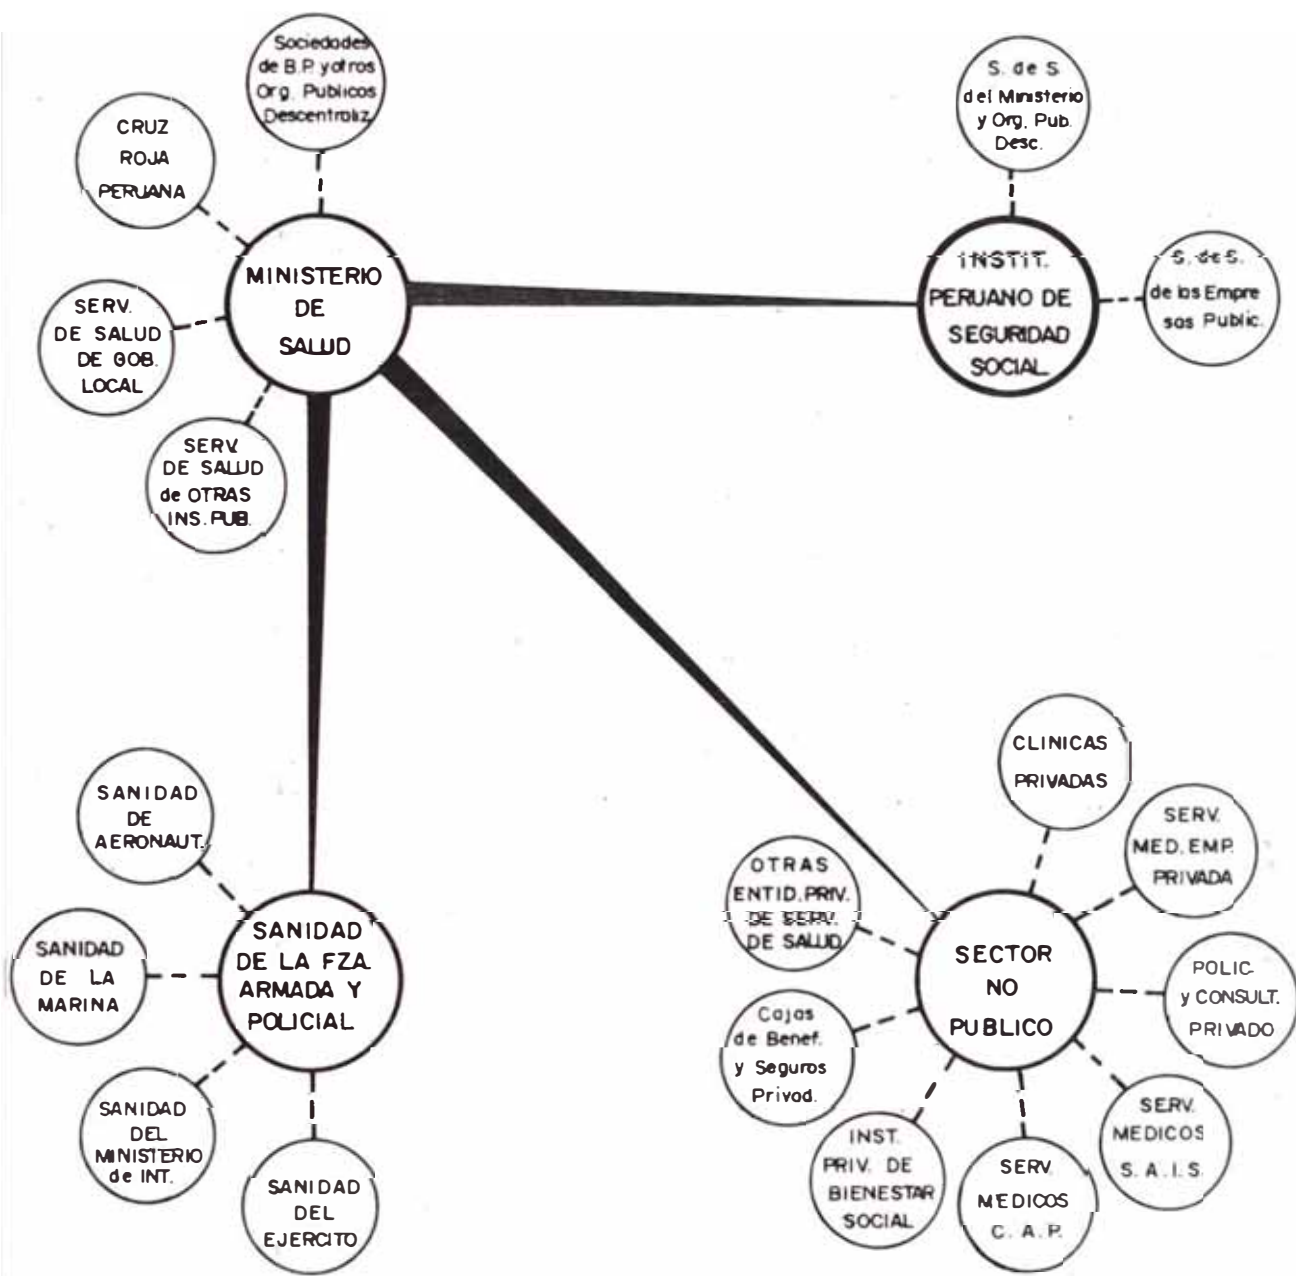 Sociedades
de B.P. y otros
Org. Publicos
Descentraliz.
CRUZ
ROJA
PERUANA
SERV.
DE SALUD
DE GOB.
LOCAL
SERV.
DE SALUD
de OTRAS
INS. PUB.
MINISTERIO
DE
SALUD
S. de S.
del Ministerio
y Org. Pub.
Desc.
INSTIT.
PERUANO DE
SEGURIDAD
SOCIAL
S. de S.
de las Empre
sas Public.
SANIDAD
DE
AERONAUT.
SANIDAD
DE LA
MARINA
SANIDAD
DE LA FZA.
ARMADA Y
POLICIAL
SANIDAD
DEL
MINISTERIO
de INT.
SANIDAD
DEL
EJERCITO
CLINICAS
PRIVADAS
SERV.
MED. EMP.
PRIVADA
OTRAS
ENTID. PRIV.
DE SERV.
DE SALUD
SECTOR
NO
PUBLICO
POLIC.
y CONSULT.
PRIVADO
Cajas
de Benef.
y Seguros
Privad.
INST.
PRIV. DE
BIENESTAR
SOCIAL
SERV.
MEDICOS
C. A. P.
SERV.
MEDICOS
S. A. I. S.